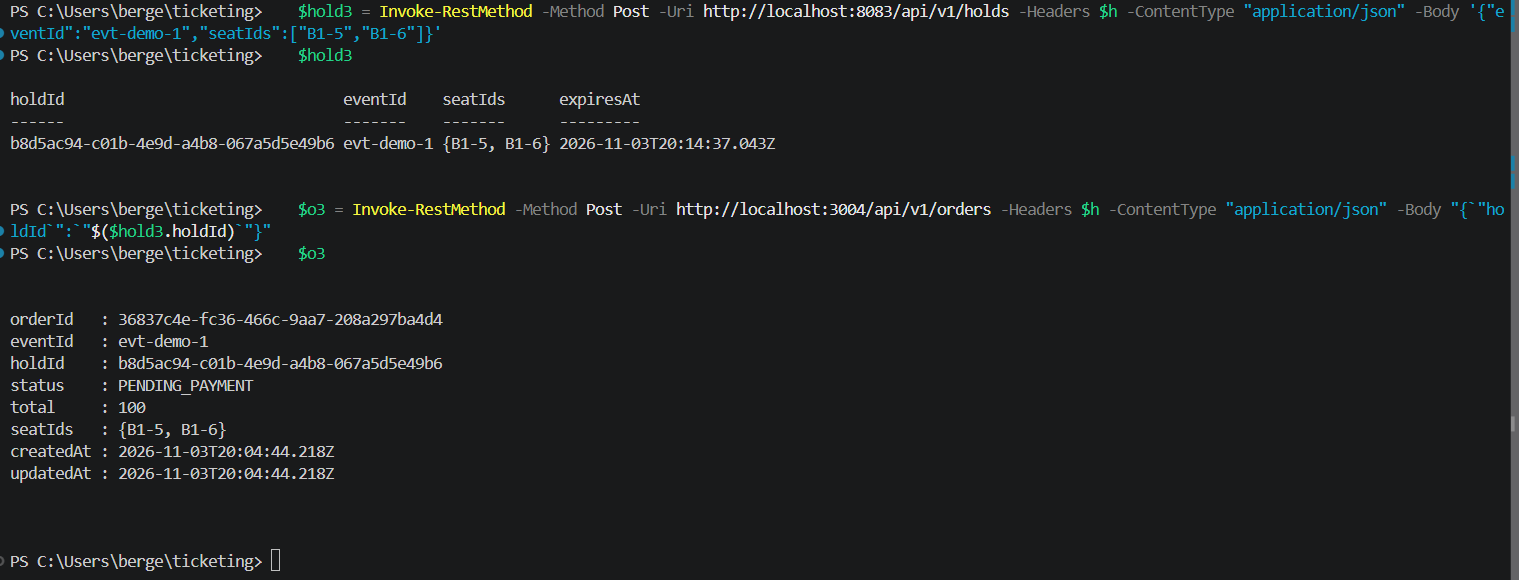 PS C:\Users\berge\ticketing>    $hold3 = Invoke-RestMethod -Method Post -Uri http://localhost:8083/api/v1/holds -Headers $h -ContentType "application/json" -Body '{"e
ventId":"evt-demo-1","seatIds":["B1-5","B1-6"]}'
PS C:\Users\berge\ticketing>    $hold3

holdId                               eventId    seatIds      expiresAt
------                               -------    -------      ---------
b8d5ac94-c01b-4e9d-a4b8-067a5d5e49b6 evt-demo-1 {B1-5, B1-6} 2026-11-03T20:14:37.043Z

PS C:\Users\berge\ticketing>    $o3 = Invoke-RestMethod -Method Post -Uri http://localhost:3004/api/v1/orders -Headers $h -ContentType "application/json" -Body "{`"ho
ldId`":`"$($hold3.holdId)`"}"
PS C:\Users\berge\ticketing>    $o3

orderId   : 36837c4e-fc36-466c-9aa7-208a297ba4d4
eventId   : evt-demo-1
holdId    : b8d5ac94-c01b-4e9d-a4b8-067a5d5e49b6
status    : PENDING_PAYMENT
total     : 100
seatIds   : {B1-5, B1-6}
createdAt : 2026-11-03T20:04:44.218Z
updatedAt : 2026-11-03T20:04:44.218Z

PS C:\Users\berge\ticketing>